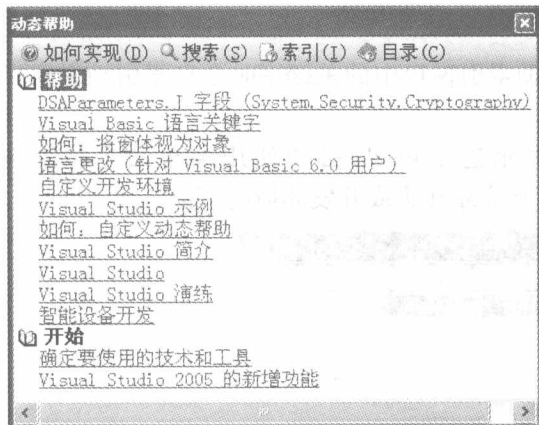 动态帮助
如何实现(D) 搜索(S) 索引(I) 目录(C)
帮助
DSAParameters.J 字段 (System.Security.Cryptography)
Visual Basic 语言关键字
如何: 将窗体视为对象
语言更改 (针对 Visual Basic 6.0 用户)
自定义开发环境
Visual Studio 示例
如何: 自定义动态帮助
Visual Studio 简介
Visual Studio
Visual Studio 演练
智能设备开发
开始
确定要使用的技术和工具
Visual Studio 2005 的新增功能